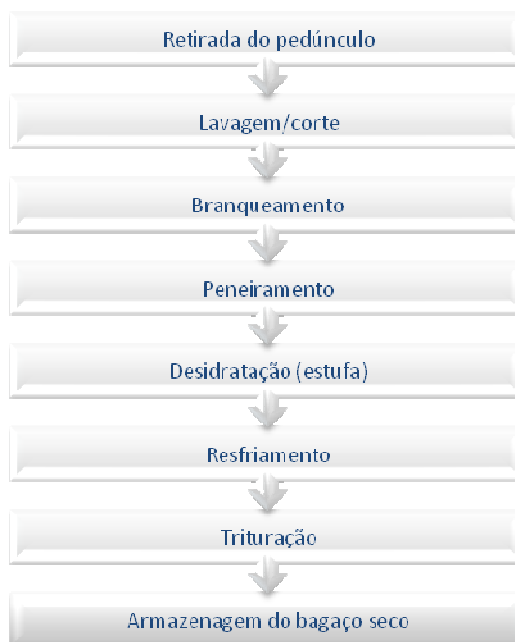 Retirada do pedúnculo
Lavagem/corte
Branqueamento
Peneiramento
Desidratação (estufa)
Resfriamento
Trituração
Armazenagem do bagaço seco